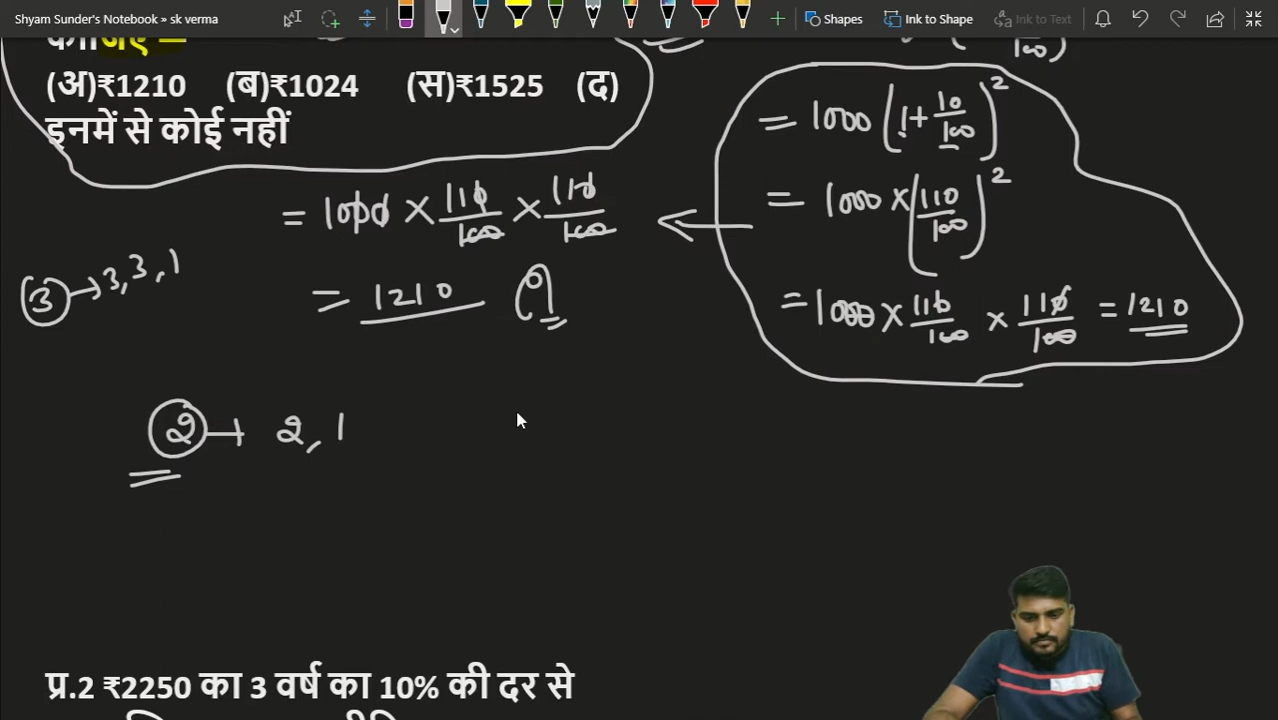 Shyam Sunder's Notebook » sk verma
Shapes
Ink to Shape
Ink to Text
कीजिए –
(अ)₹1210 (ब)₹1024 (स)₹1525 (द)
इनमें से कोई नहीं
= 1000 (1+10/100)²
= 1000 × (110/100)²
= 1000 × 110/100 × 110/100 = 1210
= 1000 × 110/100 × 110/100
= 1210
3 → 3, 3, 1
2 → 2, 1
प्र.2 ₹2250 का 3 वर्ष का 10% की दर से